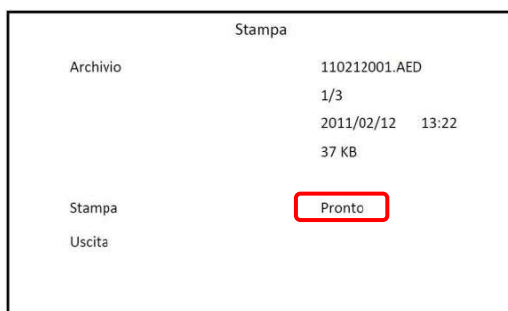 Stampa
Archivio 110212001.AED
1/3
2011/02/12 13:22
37 KB
Stampa Pronto
Uscita